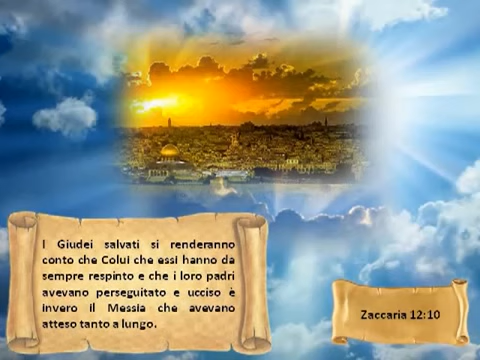 I Giudei salvati si renderanno
conto che Colui che essi hanno da
sempre respinto e che i loro padri
avevano perseguitato e ucciso è
invero il Messia che avevano
atteso tanto a lungo.
Zaccaria 12:10